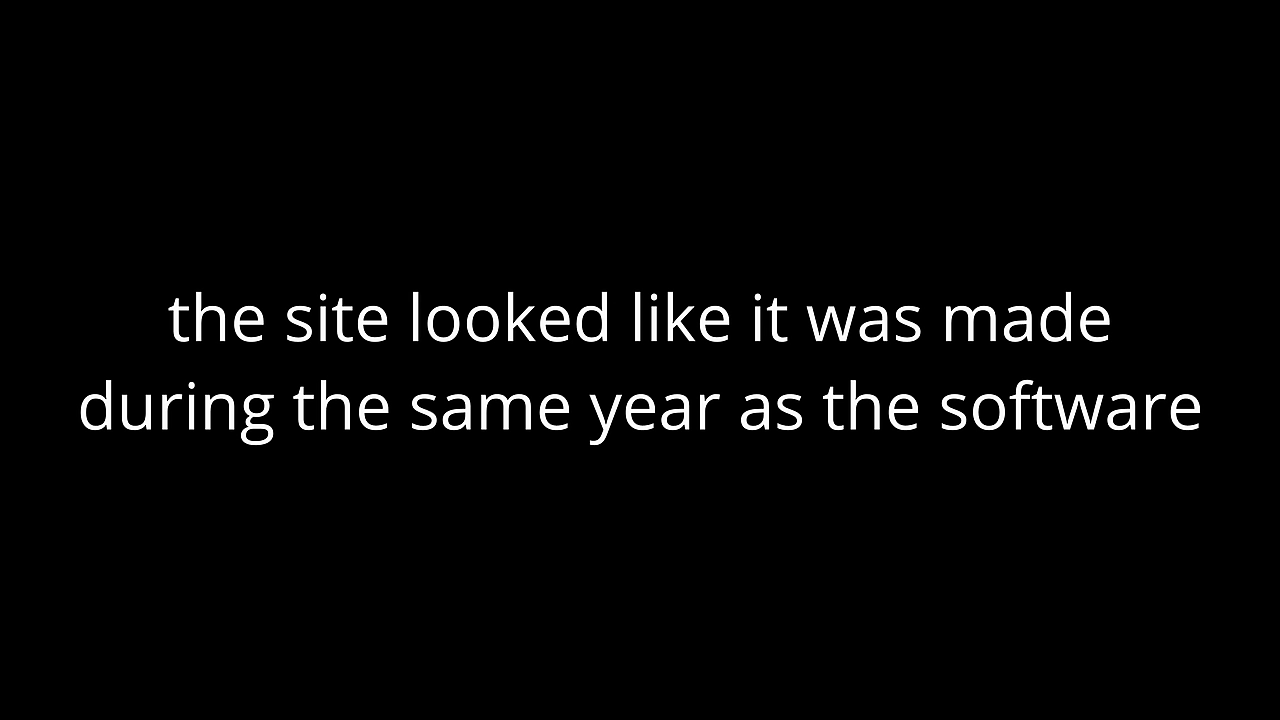 the site looked like it was made
during the same year as the software